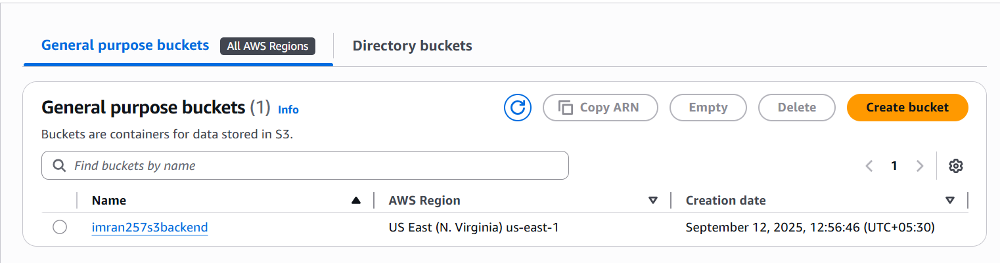 General purpose buckets All AWS Regions Directory buckets
General purpose buckets (1) Info Copy ARN Empty Delete Create bucket
Buckets are containers for data stored in S3.
Find buckets by name 1
Name AWS Region Creation date
imran257s3backend US East (N. Virginia) us-east-1 September 12, 2025, 12:56:46 (UTC+05:30)